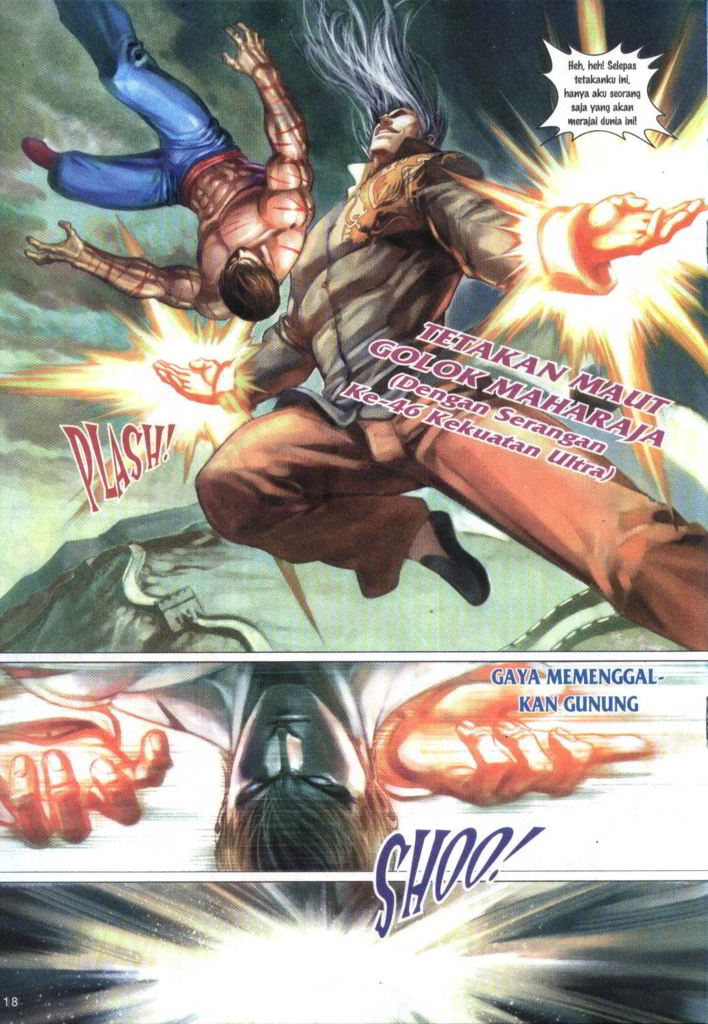 Heh, heh! Selepas
tetakanku ini,
hanya aku seorang
saja yang akan
merajai dunia ini!
TETAKAN MAUT
GOLOK MAHARAJA
(Dengan Serangan
Ke-46 Kekuatan Ultra)
PLASH!
GAYA MEMENGGAL-
KAN GUNUNG
SHOO!
18